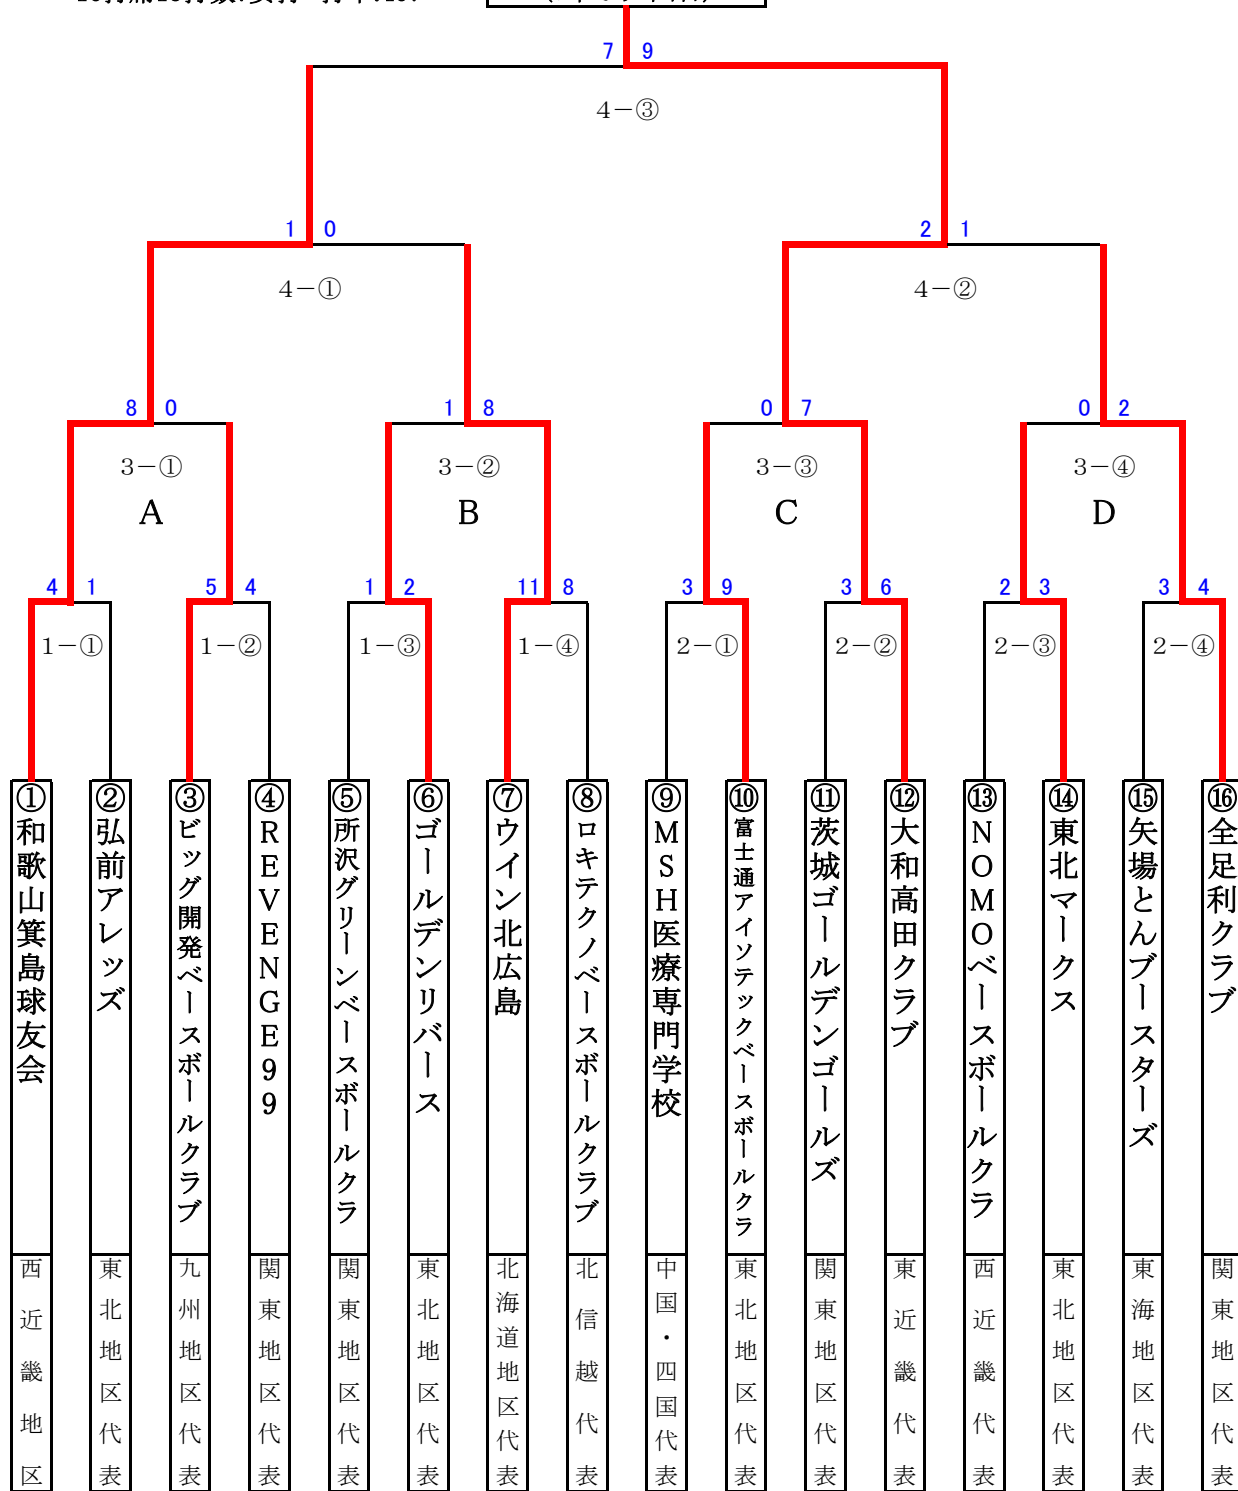 7 9
4－③
1 0
2 1
4－①
4－②
8 0
1 8
0 7
0 2
3－①
3－②
3－③
3－④
A
B
C
D
4 1
5 4
1 2
11 8
3 9
3 6
2 3
3 4
1－①
1－②
1－③
1－④
2－①
2－②
2－③
2－④
①和歌山箕島球友会
西近畿地区
②弘前アレッズ
東北地区代表
③ビッグ開発ベースボールクラブ
九州地区代表
④REVENGE99
関東地区代表
⑤所沢グリーンベースボールクラ
関東地区代表
⑥ゴールデンリバース
東北地区代表
⑦ウイン北広島
北海道地区代表
⑧ロキテクノベースボールクラブ
北信越代表
⑨MSH医療専門学校
中国・四国代表
⑩富士通アイソテックベースボールクラ
東北地区代表
⑪茨城ゴールデンゴールズ
関東地区代表
⑫大和高田クラブ
東近畿代表
⑬NOMOベースボールクラ
西近畿代表
⑭東北マークス
東北地区代表
⑮矢場とんブースターズ
東海地区代表
⑯全足利クラブ
関東地区代表